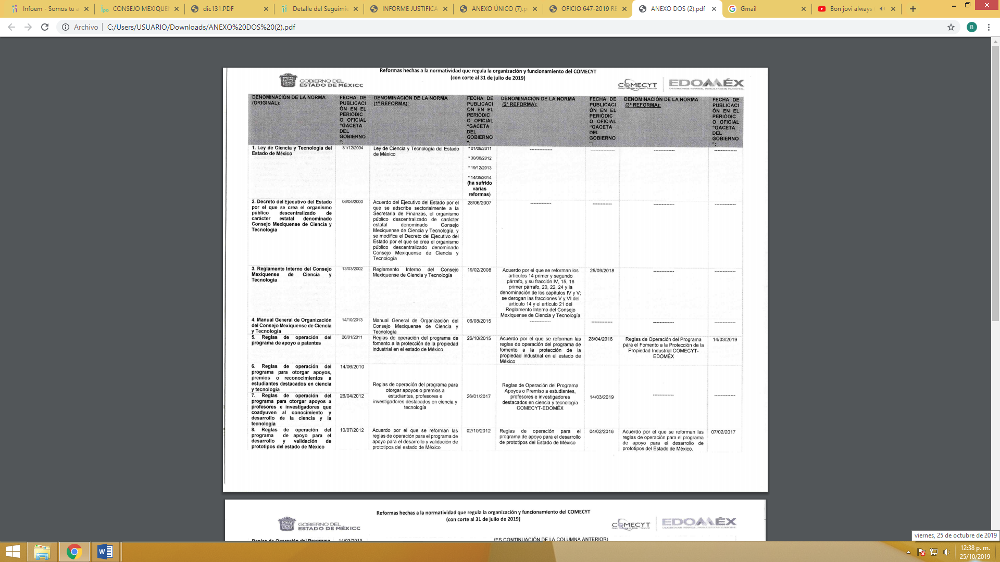 Infoem - Somos tu a
CONSEJO MEXIQUE
dic131.PDF
Detalle del Seguimie
INFORME JUSTIFICA
ANEXO ÚNICO (7).p
OFICIO 647-2019 RE
ANEXO DOS (2).pdf
Gmail
Bon jovi always
Archivo
C:/Users/USUARIO/Downloads/ANEXO%20DOS%20(2).pdf
B
Reformas hechas a la normatividad que regula la organización y funcionamiento del COMECYT
(con corte al 31 de julio de 2019)
GOBIERNO DEL
ESTADO DE MÉXICO
COMECYT
EDOMÉX
DECISIONES FIRMES, RESULTADOS FUERTES.
DENOMINACIÓN DE LA NORMA
(ORIGINAL):
FECHA DE
PUBLICACI
ÓN EN EL
PERIÓDIC
O OFICIAL
"GACETA
DEL
GOBIERNO
":
DENOMINACIÓN DE LA NORMA
(1ª REFORMA):
FECHA DE
PUBLICACI
ÓN EN EL
PERIÓDIC
O OFICIAL
"GACETA
DEL
GOBIERNO
":
DENOMINACIÓN DE LA NORMA
(2ª REFORMA):
FECHA DE
PUBLICACI
ÓN EN EL
PERIÓDIC
O OFICIAL
"GACETA
DEL
GOBIERNO
":
DENOMINACIÓN DE LA NORMA
(3ª REFORMA):
FECHA DE
PUBLICACI
ÓN EN EL
PERIÓDIC
O OFICIAL
"GACETA
DEL
GOBIERNO
":
1. Ley de Ciencia y Tecnología del
Estado de México
31/12/2004
Ley de Ciencia y Tecnología del Estado
de México
* 01/09/2011
* 30/08/2012
* 19/12/2013
* 14/05/2014
(ha sufrido
varias
reformas)
-------------
--------------
------------
-------------
2. Decreto del Ejecutivo del Estado
por el que se crea el organismo
público descentralizado de
carácter estatal denominado
Consejo Mexiquense de Ciencia y
Tecnología
06/04/2000
Acuerdo del Ejecutivo del Estado por el
que se adscribe sectorialmente a la
Secretaria de Finanzas, el organismo
público descentralizado de carácter
estatal denominado Consejo
Mexiquense de Ciencia y Tecnología, y
se modifica el Decreto del Ejecutivo del
Estado por el que se crea el organismo
público descentralizado denominado
Consejo Mexiquense de Ciencia y
Tecnología
28/06/2007
------------
-----------
------------
------------
3. Reglamento Interno del Consejo
Mexiquense de Ciencia y
Tecnología
13/03/2002
Reglamento Interno del Consejo
Mexiquense de Ciencia y Tecnología
19/02/2008
Acuerdo por el que se reforman los
artículos 14 primer y segundo
párrafo, y su fracción IV, 15, 16
primer párrafo, 20, 22, 24 y la
denominación de los capítulos IV y V;
se derogan las fracciones V y VI del
artículo 14 y el artículo 21 del
Reglamento Interno del Consejo
Mexiquense de Ciencia y Tecnología
25/09/2018
------------
------------
4. Manual General de Organización
del Consejo Mexiquense de Ciencia
y Tecnología
14/10/2013
Manual General de Organización del
Consejo Mexiquense de Ciencia y
Tecnología
06/08/2015
------------
------------
------------
------------
5. Reglas de operación del
programa de apoyo a patentes
28/01/2011
Reglas de operación del programa de
fomento a la protección de la propiedad
industrial en el estado de México
26/10/2015
Acuerdo por el que se reforman las
reglas de operación del programa de
fomento a la protección de la
propiedad industrial en el estado de
México
28/04/2016
Reglas de Operación del Programa
para el Fomento a la Protección de la
Propiedad Industrial COMECYT-
EDOMÉX
14/03/2019
6. Reglas de operación del
programa para otorgar apoyos,
premios o reconocimientos a
estudiantes destacados en ciencia
y tecnología
14/06/2010
7. Reglas de operación del
programa para otorgar apoyos a
profesores e investigadores que
coadyuven al conocimiento y
desarrollo de la ciencia y la
tecnología
26/04/2012
Reglas de operación del programa para
otorgar apoyos o premios a
estudiantes, profesores e
investigadores destacados en ciencia y
tecnología
26/01/2017
Reglas de Operación del Programa
Apoyos o Premiso a estudiantes,
profesores e investigadores
destacados en ciencia y tecnología
COMECYT-EDOMÉX
14/03/2019
------------
------------
8. Reglas de operación del
programa de apoyo para el
desarrollo y validación de
prototipos del estado de México
10/07/2012
Acuerdo por el que se reforman las
reglas de operación para el programa de
apoyo para el desarrollo y validación de
prototipos del estado de México
02/10/2012
Reglas de operación para el
programa de apoyo para el desarrollo
de prototipos del Estado de México
04/02/2016
Acuerdo por el que se reforman las
reglas de operación para el programa
de apoyo para el desarrollo de
prototipos del Estado de México.
07/02/2017
Reformas hechas a la normatividad que regula la organización y funcionamiento del COMECYT
(con corte al 31 de julio de 2019)
GOBIERNO DEL
ESTADO DE MÉXICO
COMECYT
EDOMÉX
DECISIONES FIRMES, RESULTADOS FUERTES.
Reglas de Operación del Programa
14/03/2019
(ES CONTINUACIÓN DE LA COLUMNA ANTERIOR)
viernes, 25 de octubre de 2019
12:38 p. m.
25/10/2019